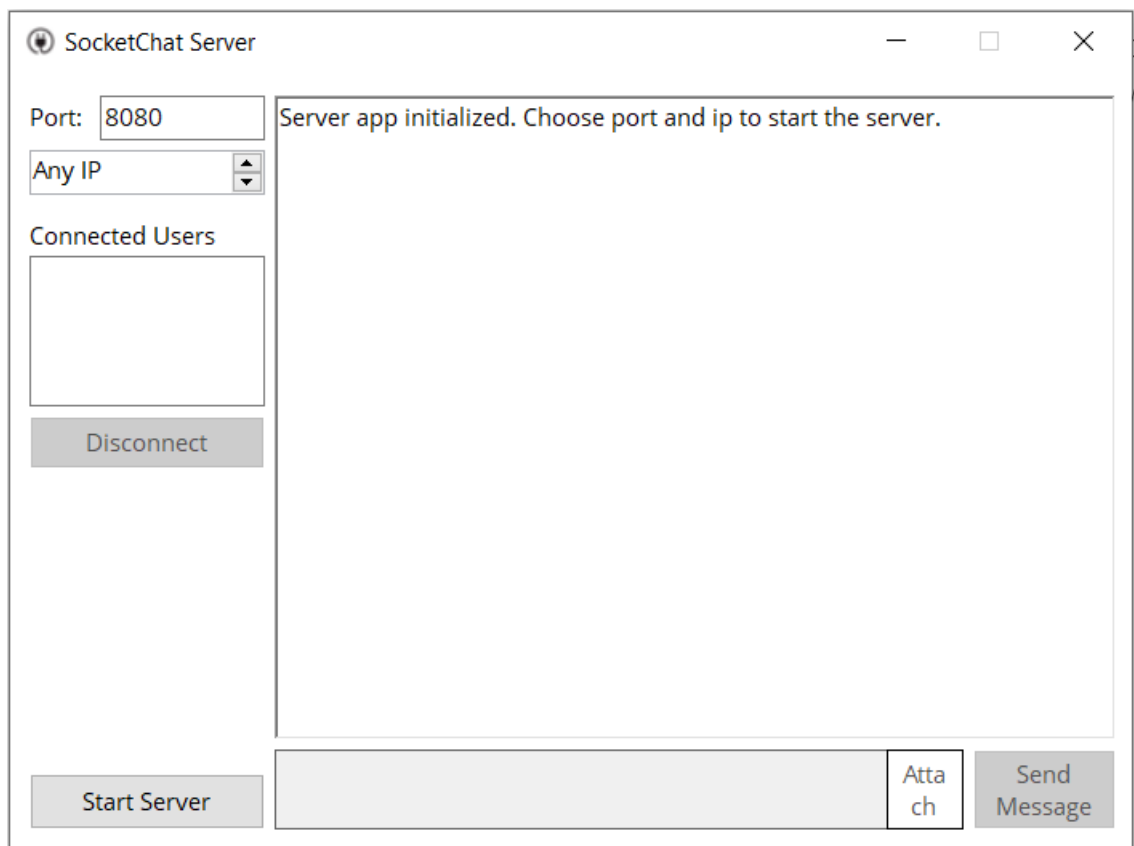 SocketChat Server
Port: 8080
Any IP
Connected Users
Disconnect
Start Server
Server app initialized. Choose port and ip to start the server.
Atta
ch
Send
Message